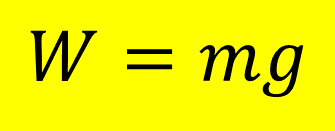 W = mg